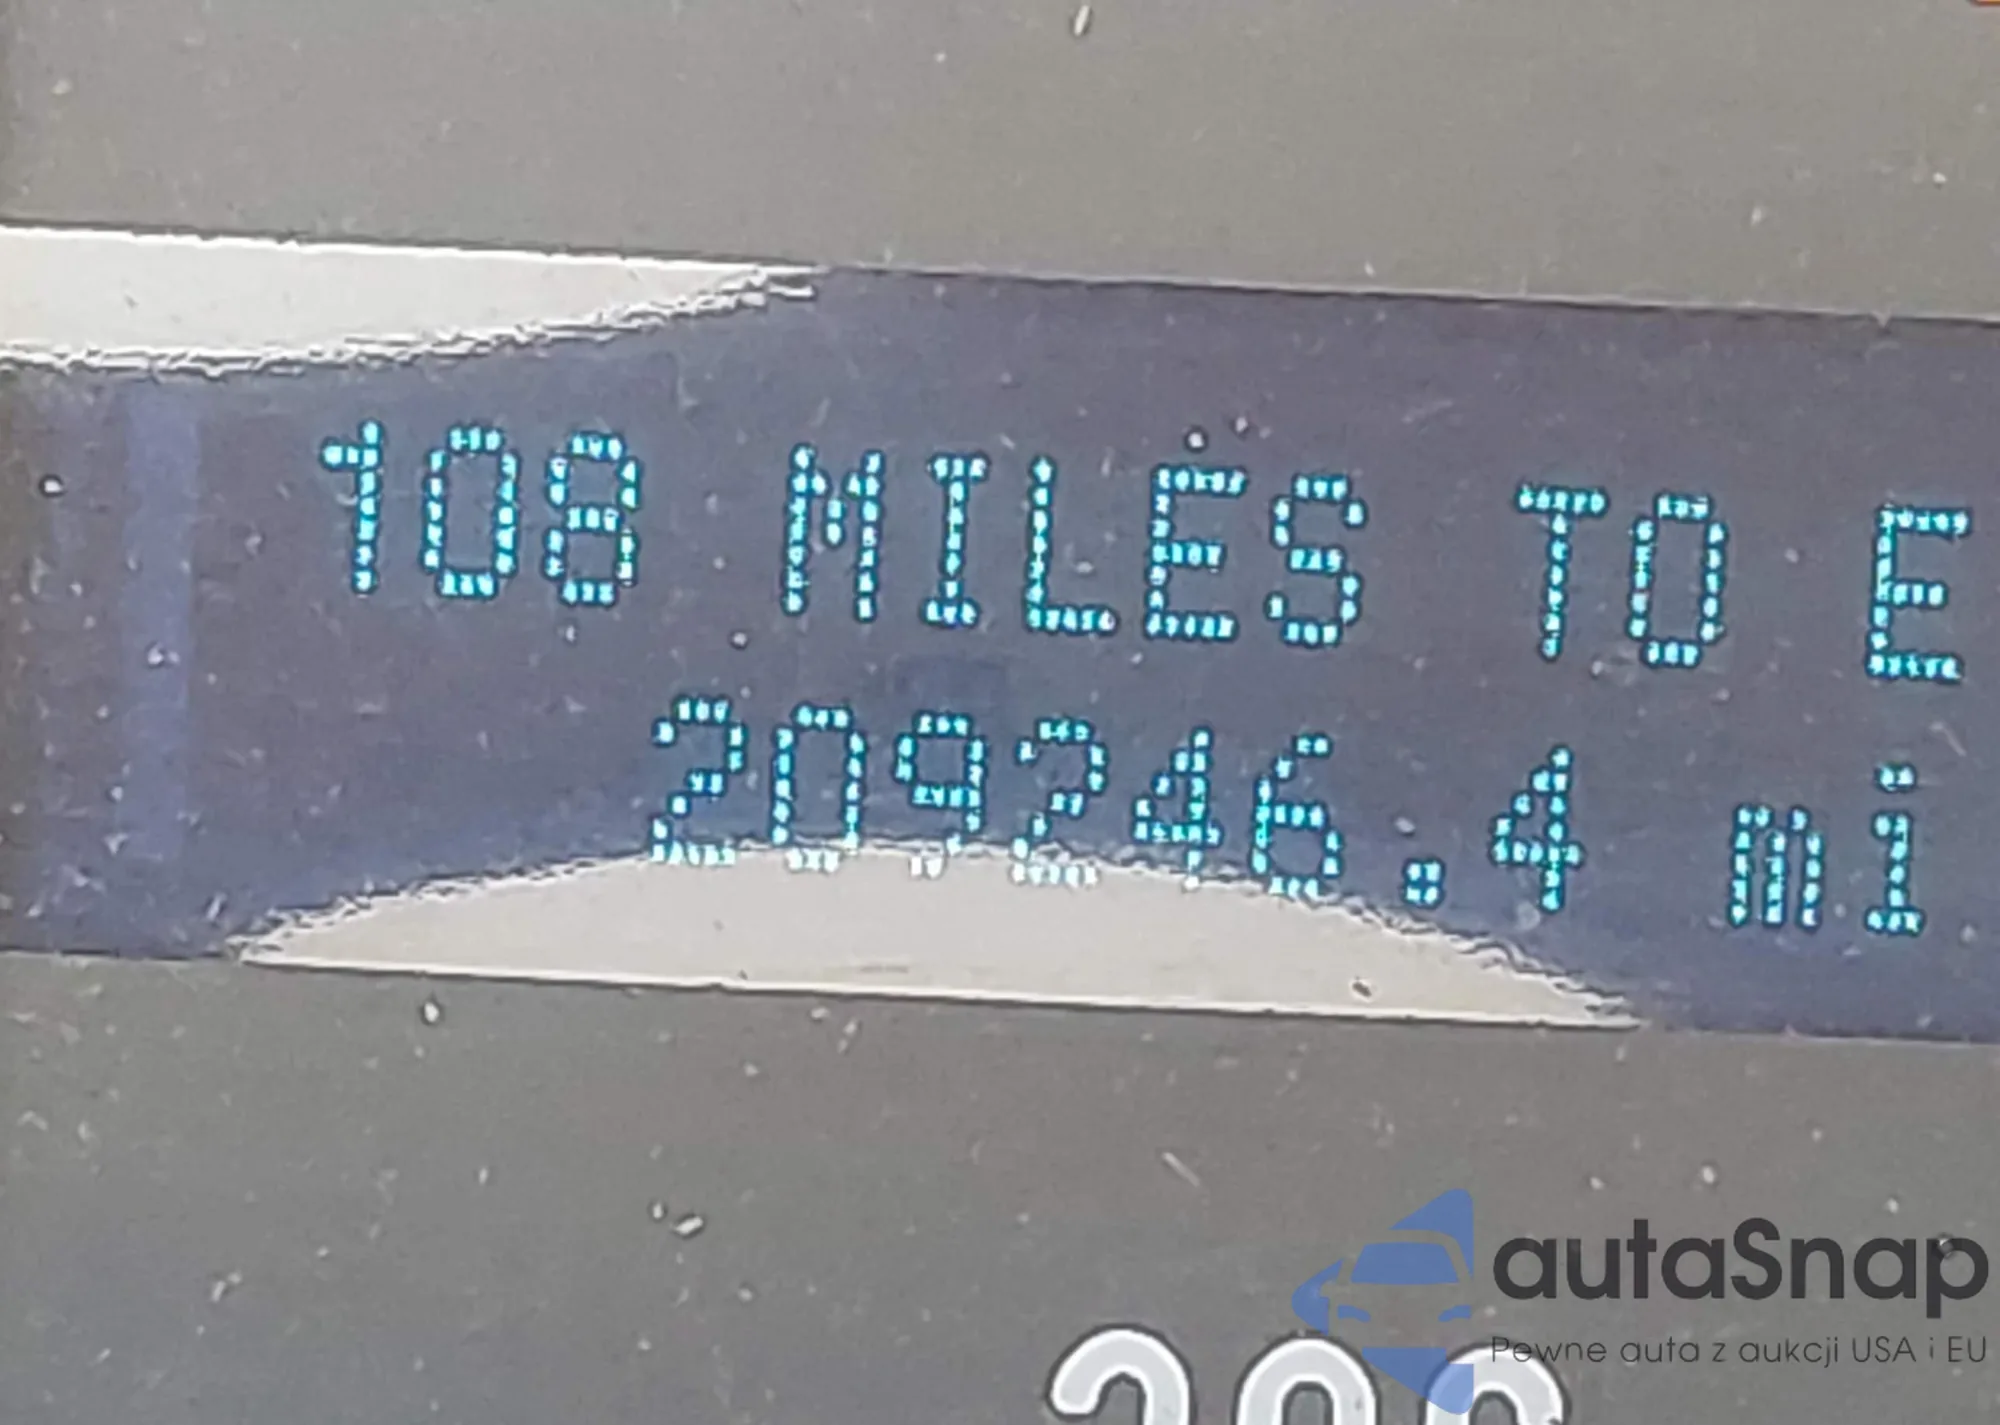 108 MILES TO E
209246.4 mi
autaSnap
Pewne auta z aukcji USA i EU